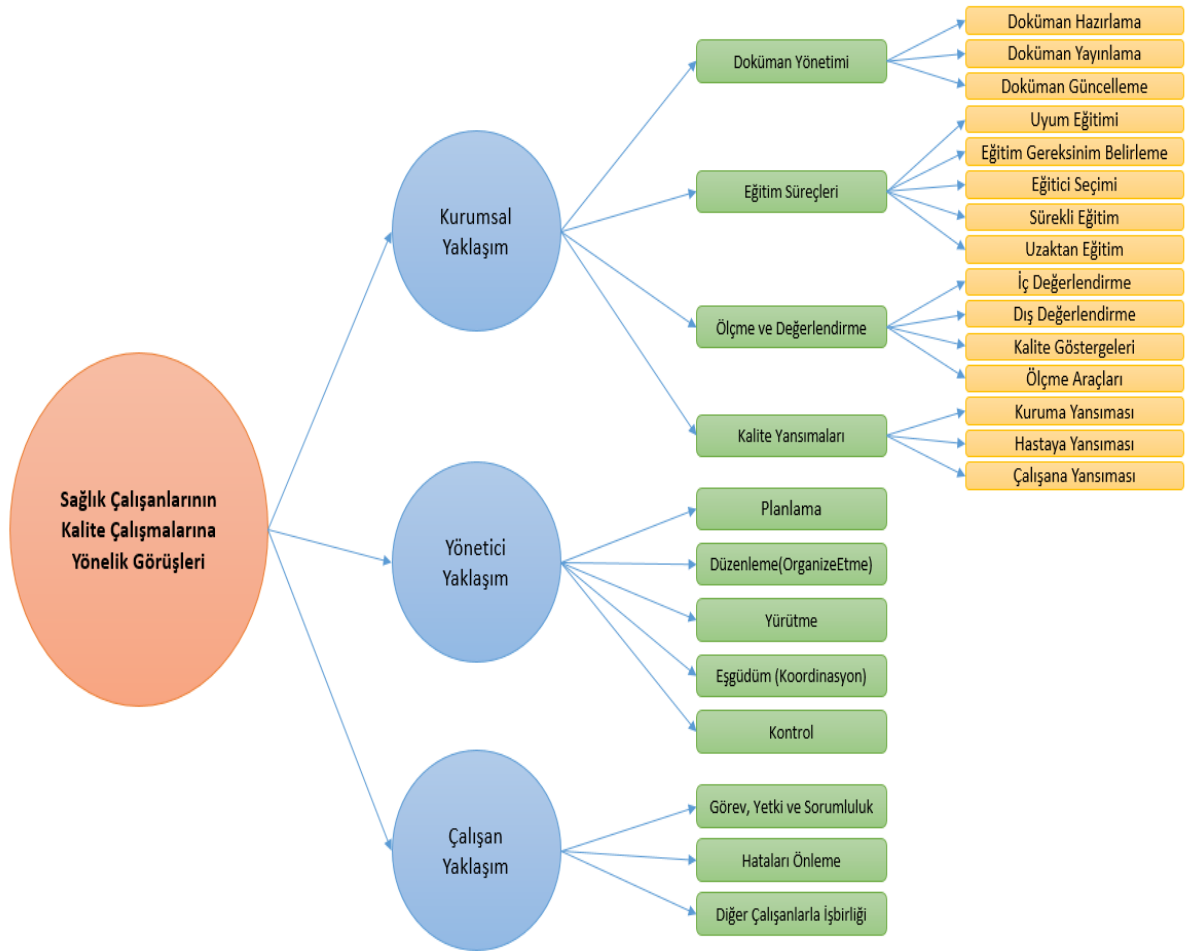 Sağlık Çalışanlarının
Kalite Çalışmalarına
Yönelik Görüşleri
Kurumsal
Yaklaşım
Doküman Yönetimi
Doküman Hazırlama
Doküman Yayınlama
Doküman Güncelleme
Eğitim Süreçleri
Uyum Eğitimi
Eğitim Gereksinim Belirleme
Eğitici Seçimi
Sürekli Eğitim
Uzaktan Eğitim
Ölçme ve Değerlendirme
İç Değerlendirme
Dış Değerlendirme
Kalite Göstergeleri
Ölçme Araçları
Kalite Yansımaları
Kuruma Yansıması
Hastaya Yansıması
Çalışana Yansıması
Yönetici
Yaklaşım
Planlama
Düzenleme(OrganizeEtme)
Yürütme
Eşgüdüm (Koordinasyon)
Kontrol
Çalışan
Yaklaşım
Görev, Yetki ve Sorumluluk
Hataları Önleme
Diğer Çalışanlarla İşbirliği